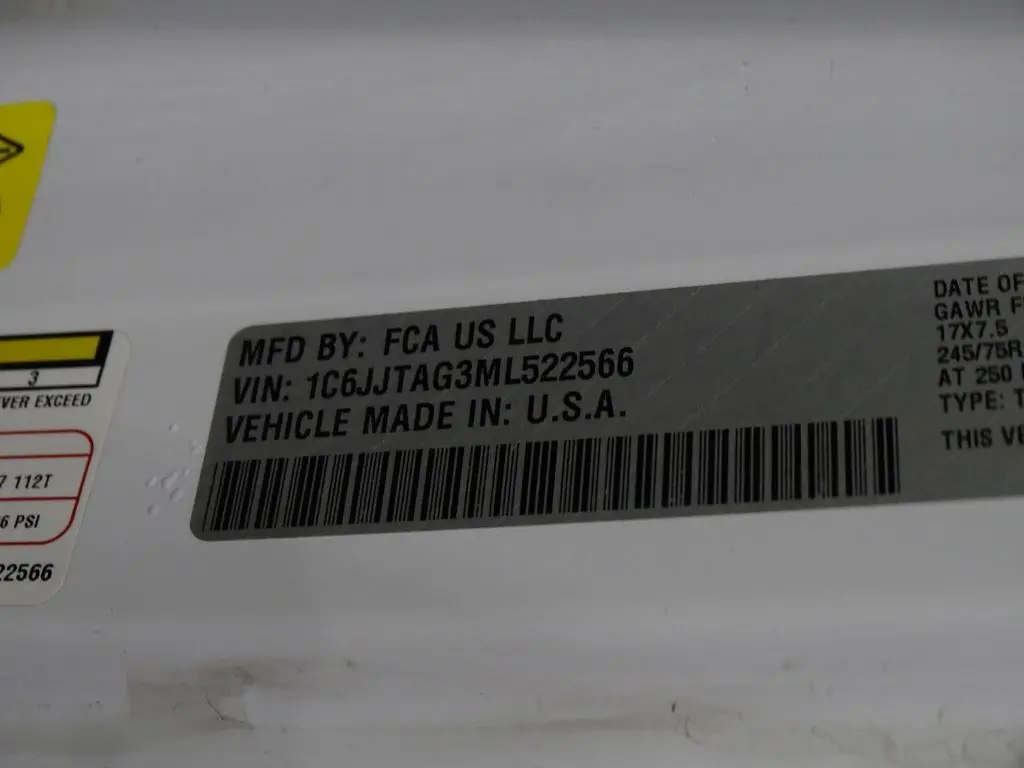 MFD BY: FCA US LLC
VIN: 1C6JJTAG3ML522566
VEHICLE MADE IN: U.S.A.
DATE OF
GAWR F
17X7.5
245/75R
AT 250
TYPE: T
THIS VE
3
EVER EXCEED
7 112T
6 PSI
22566